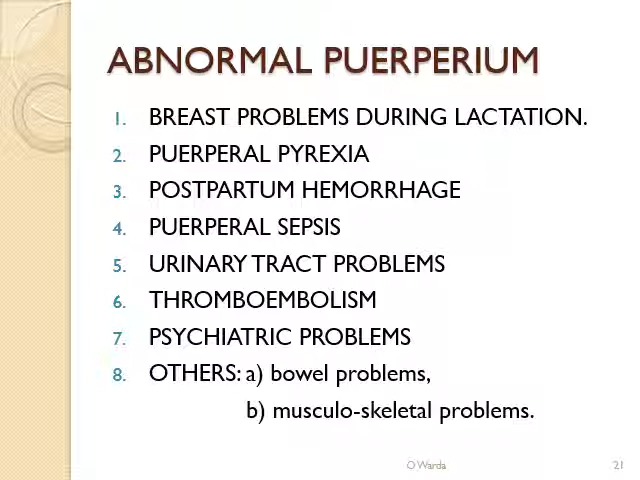 ABNORMAL PUERPERIUM
1. BREAST PROBLEMS DURING LACTATION.
2. PUERPERAL PYREXIA
3. POSTPARTUM HEMORRHAGE
4. PUERPERAL SEPSIS
5. URINARY TRACT PROBLEMS
6. THROMBOEMBOLISM
7. PSYCHIATRIC PROBLEMS
8. OTHERS: a) bowel problems,
b) musculo-skeletal problems.
O Warda 21